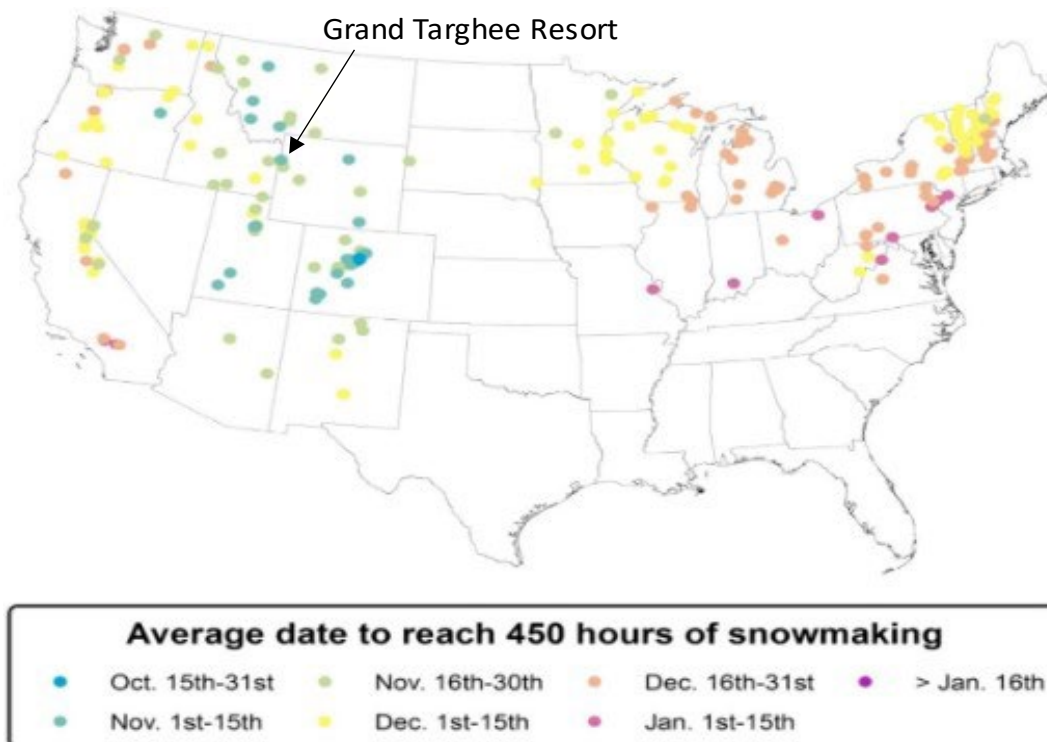 Grand Targhee Resort
Average date to reach 450 hours of snowmaking
Oct. 15th-31st Nov. 16th-30th Dec. 16th-31st > Jan. 16th
Nov. 1st-15th Dec. 1st-15th Jan. 1st-15th